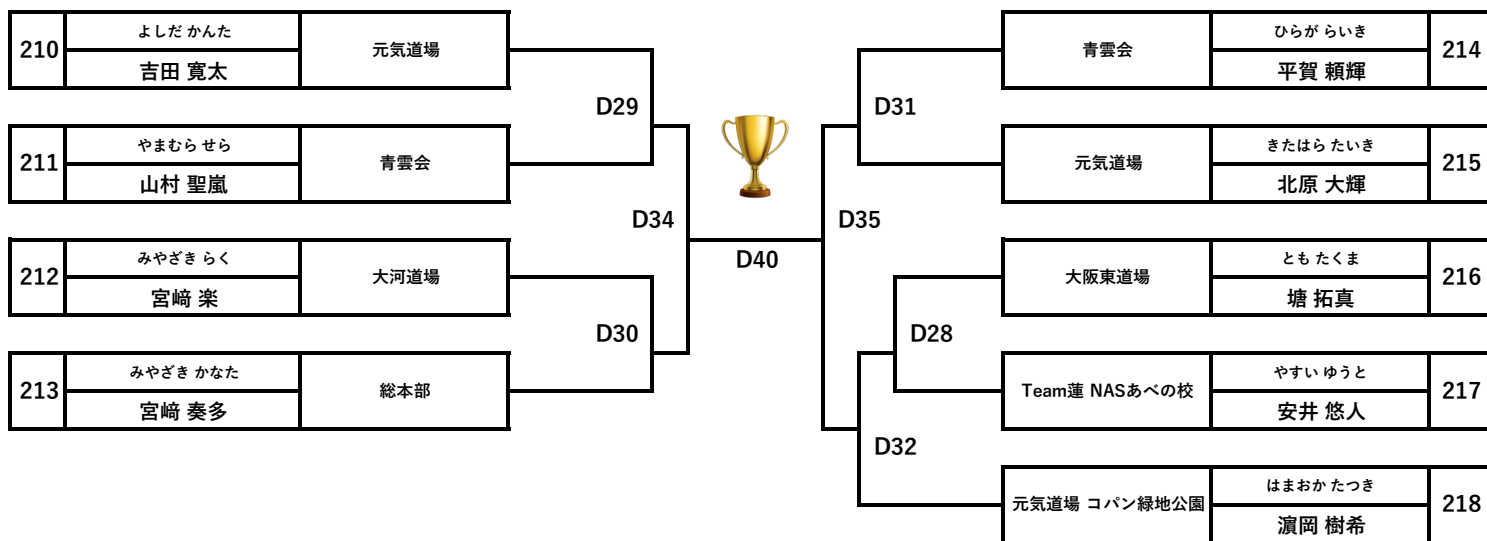 210
よしだ かんた
吉田 寛太
元気道場
211
やまむら せら
山村 聖嵐
青雲会
212
みやざき らく
宮﨑 楽
大河道場
213
みやざき かなた
宮﨑 奏多
総本部
D29
D30
D34
D40
D35
D31
D28
D32
青雲会
ひらが らいき
平賀 頼輝
214
元気道場
きたはら たいき
北原 大輝
215
大阪東道場
とも たくま
塘 拓真
216
Team蓮 NASあべの校
やすい ゆうと
安井 悠人
217
元気道場 コパン緑地公園
はまおか たつき
濵岡 樹希
218